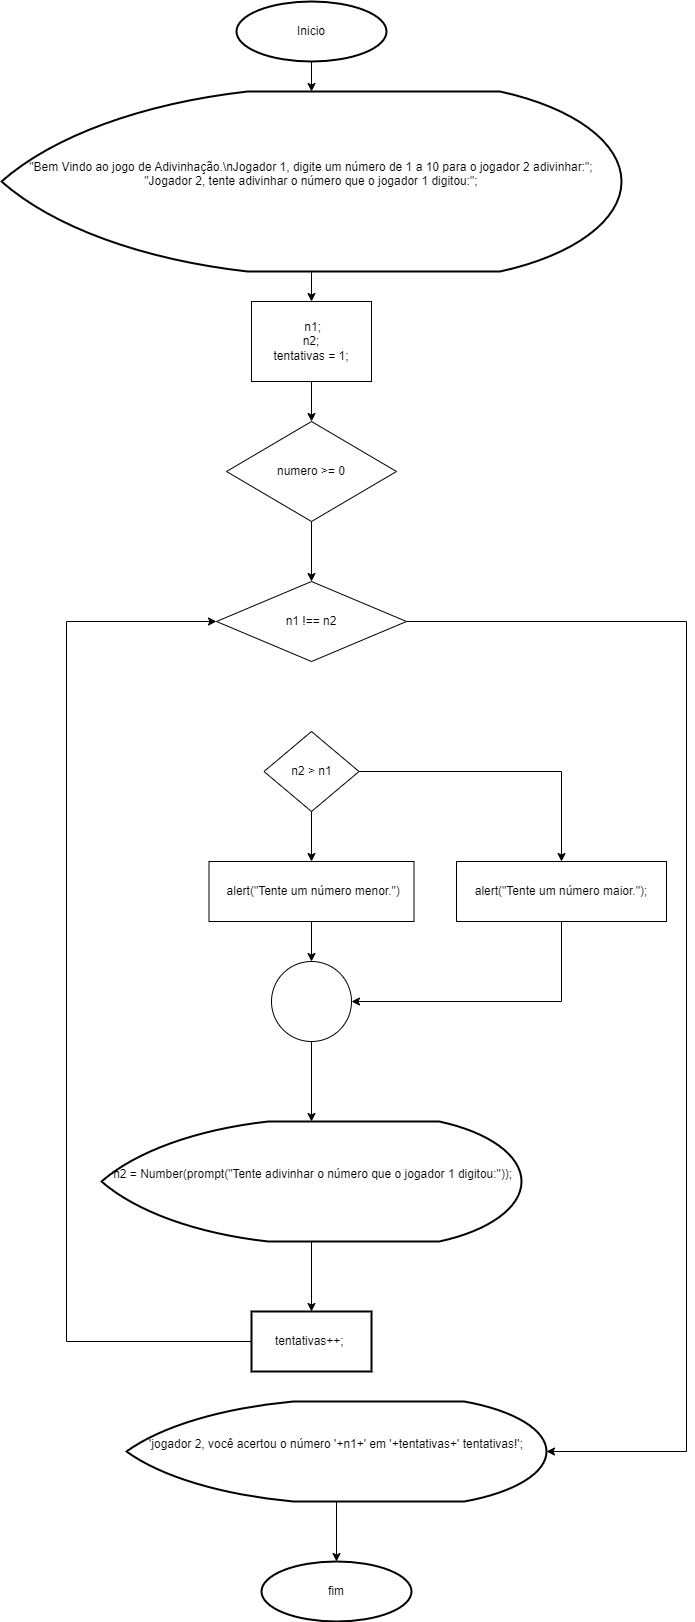 Inicio
"Bem Vindo ao jogo de Adivinhação.\nJogador 1, digite um número de 1 a 10 para o jogador 2 adivinhar:";
"Jogador 2, tente adivinhar o número que o jogador 1 digitou:";
n1;
n2;
tentativas = 1;
numero >= 0
n1 !== n2
n2 > n1
alert("Tente um número menor.")
alert("Tente um número maior.");
n2 = Number(prompt("Tente adivinhar o número que o jogador 1 digitou:"));
tentativas++;
'jogador 2, você acertou o número '+n1+' em '+tentativas+' tentativas!';
fim